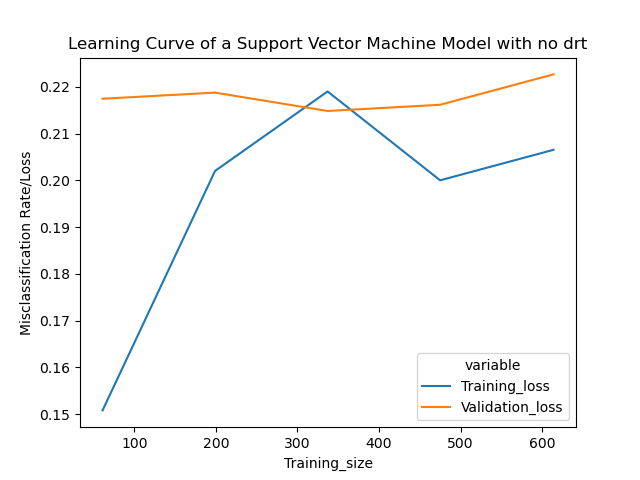 Learning Curve of a Support Vector Machine Model with no drt
0.22
0.21
0.20
0.19
0.18
0.17
0.16
0.15
Misclassification Rate/Loss
variable
Training_loss
Validation_loss
100 200 300 400 500 600
Training_size